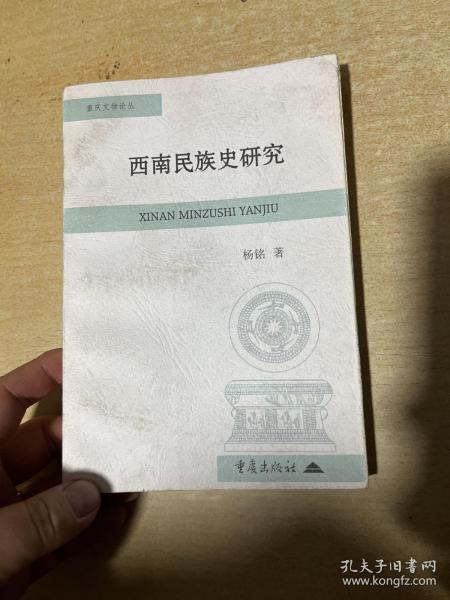 重庆文物论丛
西南民族史研究
XINAN MINZUSHI YANJIU
杨铭 著
重庆出版社
孔夫子旧书网
www.kongfz.com